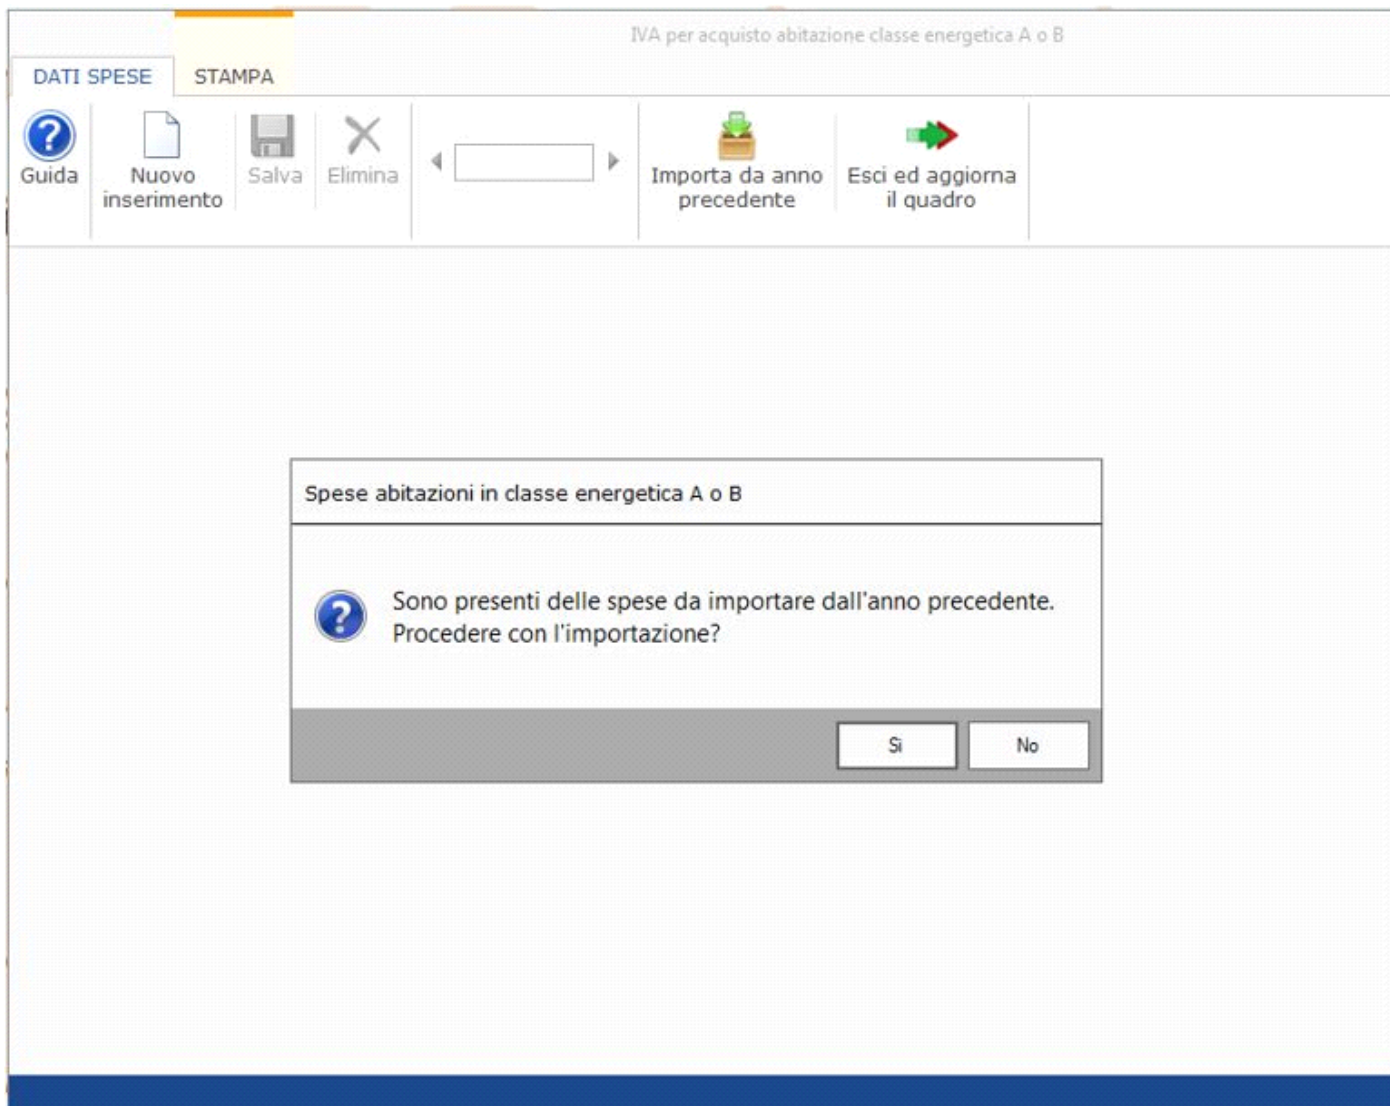 IVA per acquisto abitazione classe energetica A o B
DATI SPESE STAMPA
Guida
Nuovo
inserimento
Salva
Elimina
Importa da anno
precedente
Esci ed aggiorna
il quadro
Spese abitazioni in classe energetica A o B
Sono presenti delle spese da importare dall'anno precedente.
Procedere con l'importazione?
Sì No